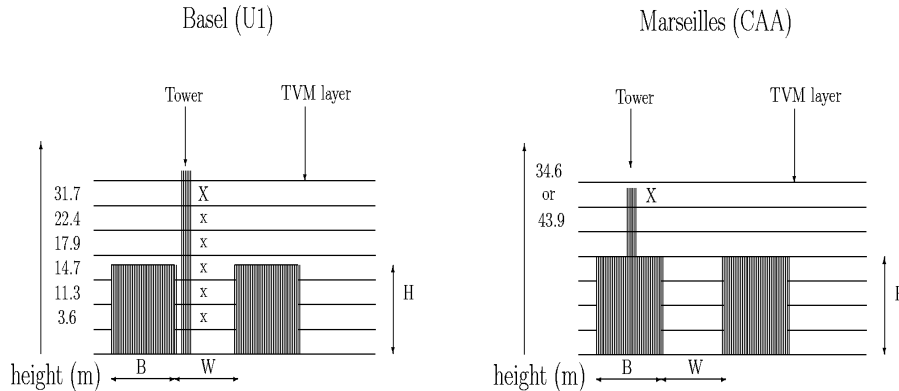 Basel (U1)
Marseilles (CAA)
Tower
TVM layer
Tower
TVM layer
31.7
X
22.4
x
17.9
x
14.7
x
11.3
x
3.6
x
H
height (m)
B
W
34.6
or
43.9
X
height (m)
B
W